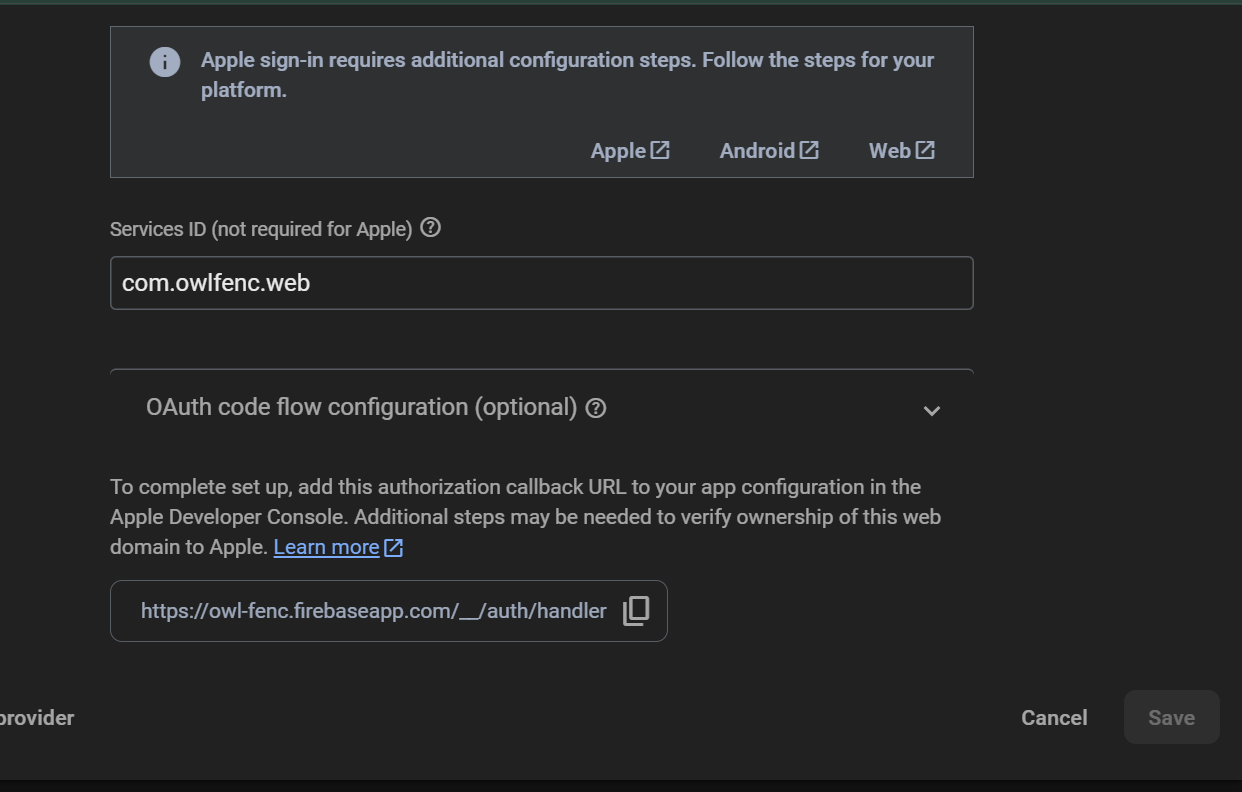 Apple sign-in requires additional configuration steps. Follow the steps for your
platform.
Apple
Android
Web
Services ID (not required for Apple)
com.owlfenc.web
OAuth code flow configuration (optional)
To complete set up, add this authorization callback URL to your app configuration in the
Apple Developer Console. Additional steps may be needed to verify ownership of this web
domain to Apple. Learn more
https://owl-fenc.firebaseapp.com/__/auth/handler
provider
Cancel
Save